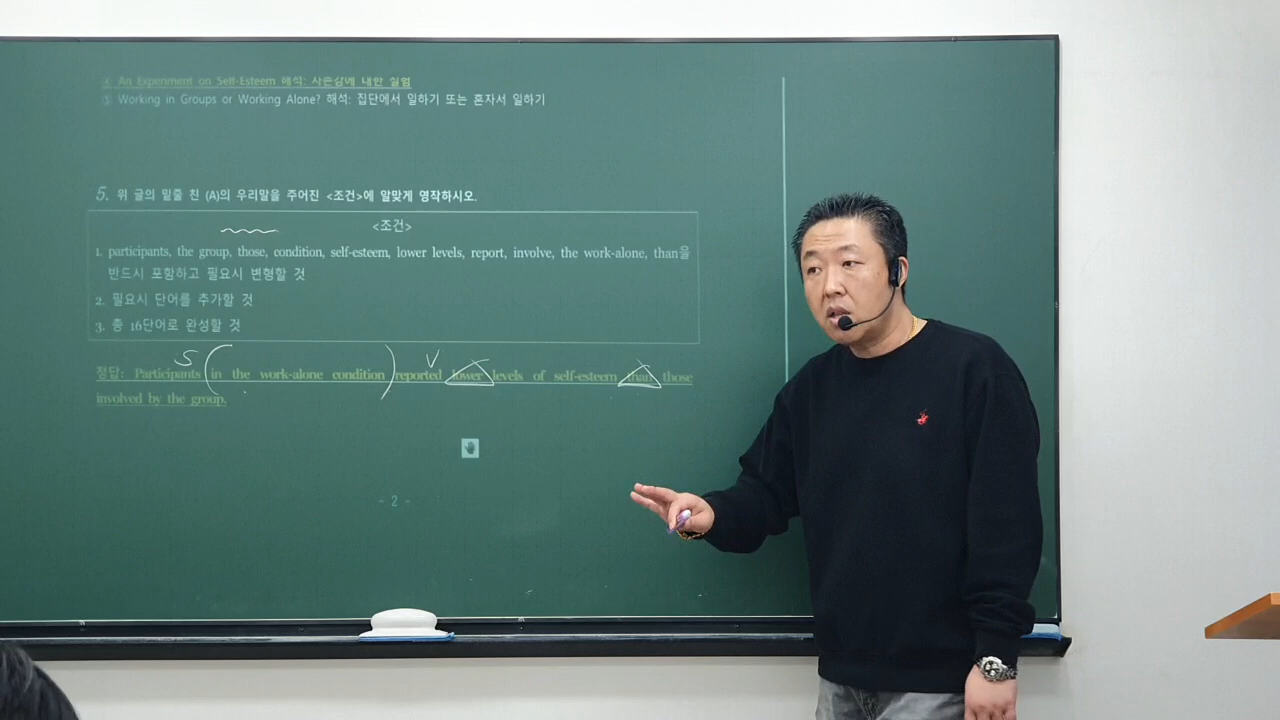 ④ An Experiment on Self-Esteem 해석: 자존감에 대한 실험
⑤ Working in Groups or Working Alone? 해석: 집단에서 일하기 또는 혼자서 일하기
5. 위 글의 밑줄 친 (A)의 우리말을 주어진 <조건>에 알맞게 영작하시오.
<조건>
1. participants, the group, those, condition, self-esteem, lower levels, report, involve, the work-alone, than을
반드시 포함하고 필요시 변형할 것
2. 필요시 단어를 추가할 것
3. 총 16단어로 완성할 것
S V
정답: Participants in the work-alone condition reported lower levels of self-esteem than those
involved by the group.
- 2 -